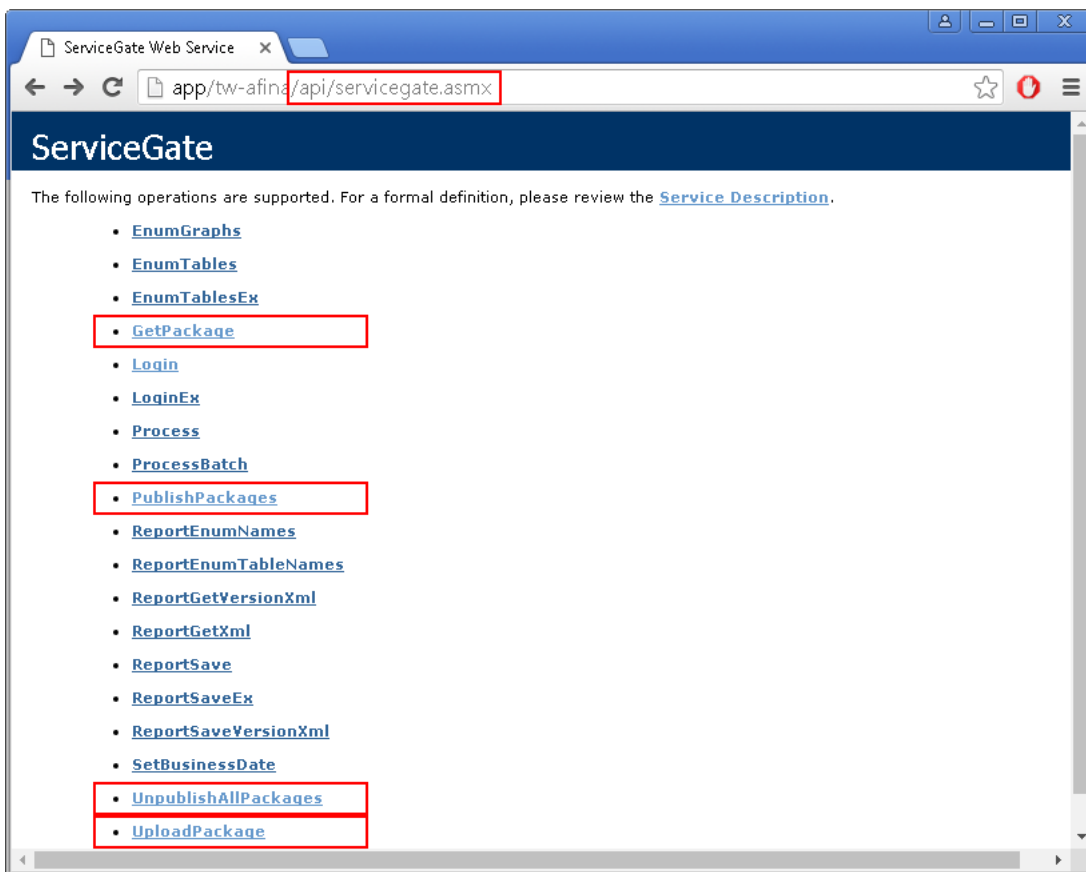 ServiceGate Web Service
app/tw-afina/api/servicegate.asmx
ServiceGate
The following operations are supported. For a formal definition, please review the Service Description.
EnumGraphs
EnumTables
EnumTablesEx
GetPackage
Login
LoginEx
Process
ProcessBatch
PublishPackages
ReportEnumNames
ReportEnumTableNames
ReportGetVersionXml
ReportGetXml
ReportSave
ReportSaveEx
ReportSaveVersionXml
SetBusinessDate
UnpublishAllPackages
UploadPackage